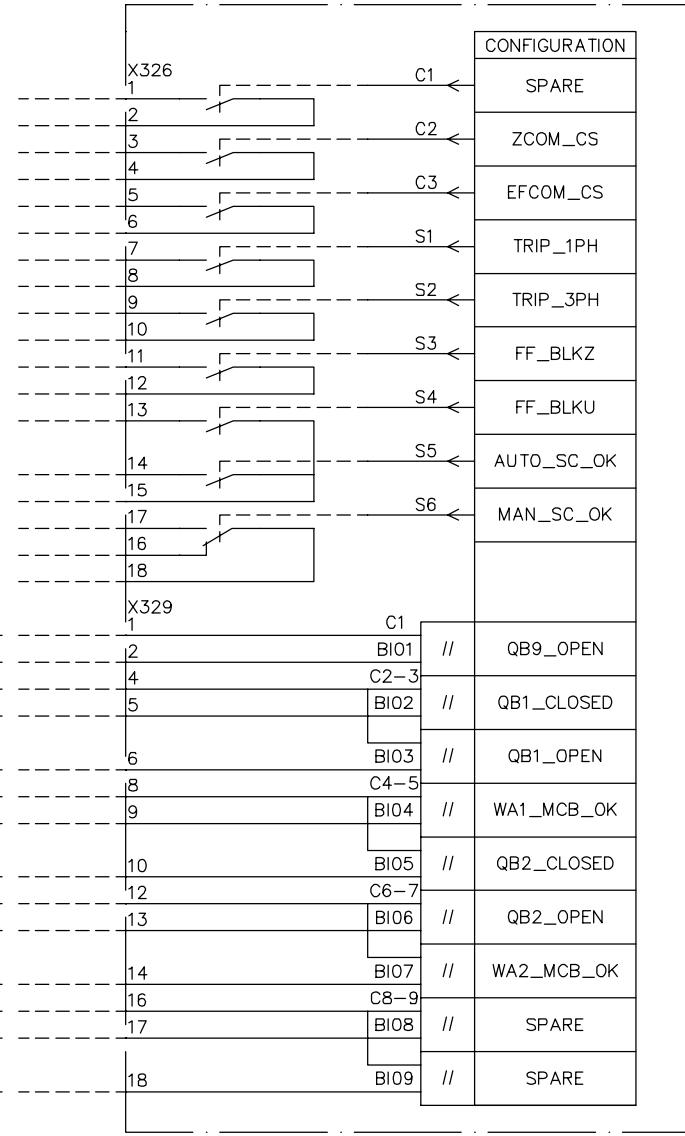 CONFIGURATION
X326
1 C1 SPARE
2
3 C2 ZCOM_CS
4
5 C3 EFCOM_CS
6
7 S1 TRIP_1PH
8
9 S2 TRIP_3PH
10
11 S3 FF_BLKZ
12
13 S4 FF_BLKU
14 S5 AUTO_SC_OK
15
17 S6 MAN_SC_OK
16
18
X329
1 C1
2 BI01 // QB9_OPEN
4 C2-3
5 BI02 // QB1_CLOSED
6 BI03 // QB1_OPEN
8 C4-5
9 BI04 // WA1_MCB_OK
10 BI05 // QB2_CLOSED
12 C6-7
13 BI06 // QB2_OPEN
14 BI07 // WA2_MCB_OK
16 C8-9
17 BI08 // SPARE
18 BI09 // SPARE